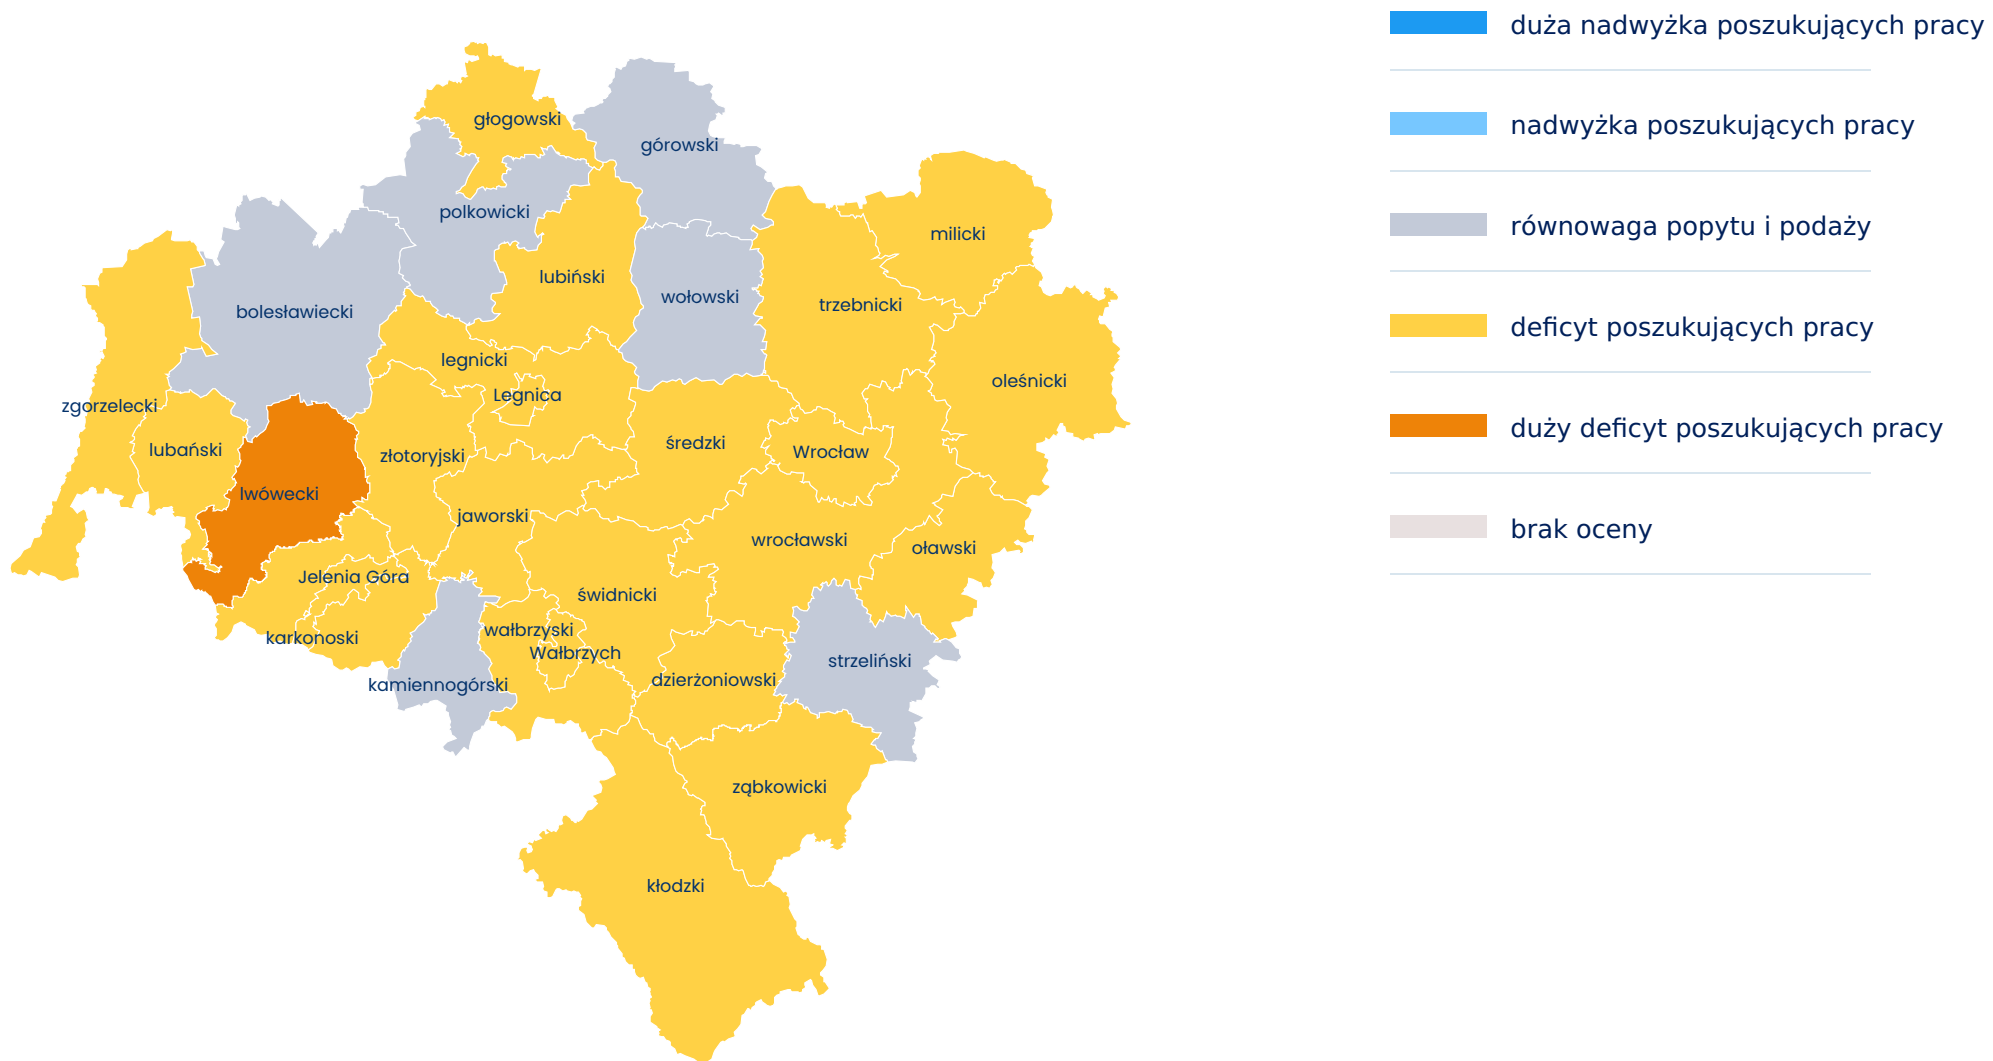 duża nadwyżka poszukujących pracy
nadwyżka poszukujących pracy
równowaga popytu i podaży
deficyt poszukujących pracy
duży deficyt poszukujących pracy
brak oceny
głogowski
górowski
polkowicki
milicki
lubiński
wołowski
trzebnicki
bolesławiecki
legnicki
oleśnicki
Legnica
zgorzelecki
lubański
złotoryjski
średzki
Wrocław
lwówecki
jaworski
wrocławski
oławski
Jelenia Góra
świdnicki
karkonoski
wałbrzyski
Wałbrzych
strzeliński
kamiennogórski
dzierżoniowski
ząbkowicki
kłodzki